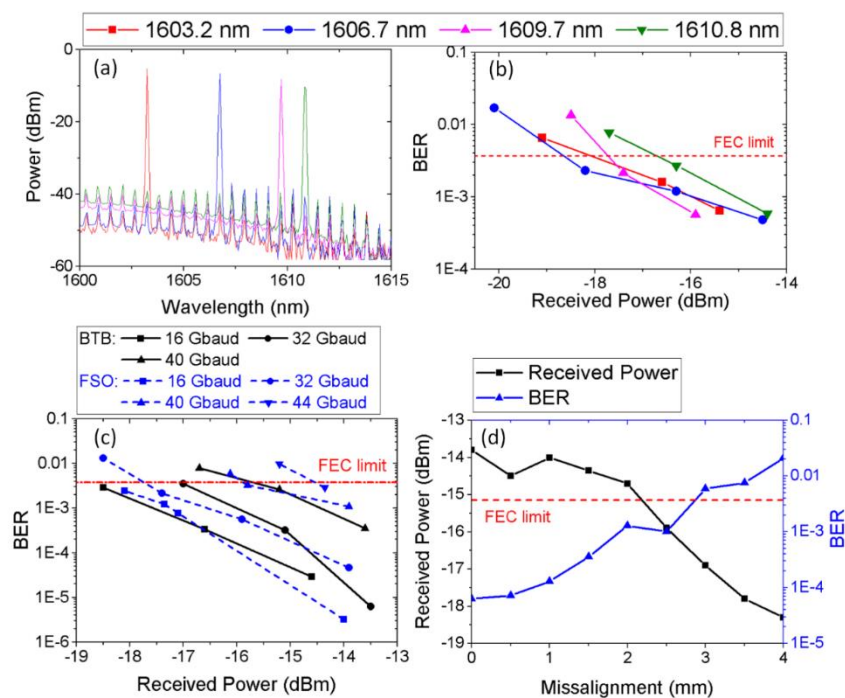 1603.2 nm 1606.7 nm 1609.7 nm 1610.8 nm
(a)
Power (dBm)
0
-20
-40
-60
1600 1605 1610 1615
Wavelength (nm)
(b)
BER
0.1
0.01
1E-3
1E-4
FEC limit
-20 -18 -16 -14
Received Power (dBm)
BTB: 16 Gbaud 32 Gbaud
40 Gbaud
FSO: 16 Gbaud 32 Gbaud
40 Gbaud 44 Gbaud
(c)
BER
0.1
0.01
1E-3
1E-4
1E-5
1E-6
FEC limit
-19 -18 -17 -16 -15 -14 -13
Received Power (dBm)
Received Power
BER
(d)
Received Power (dBm)
-13
-14
-15
-16
-17
-18
-19
FEC limit
0.1
0.01
1E-3
1E-4
1E-5
BER
0 1 2 3 4
Missalignment (mm)